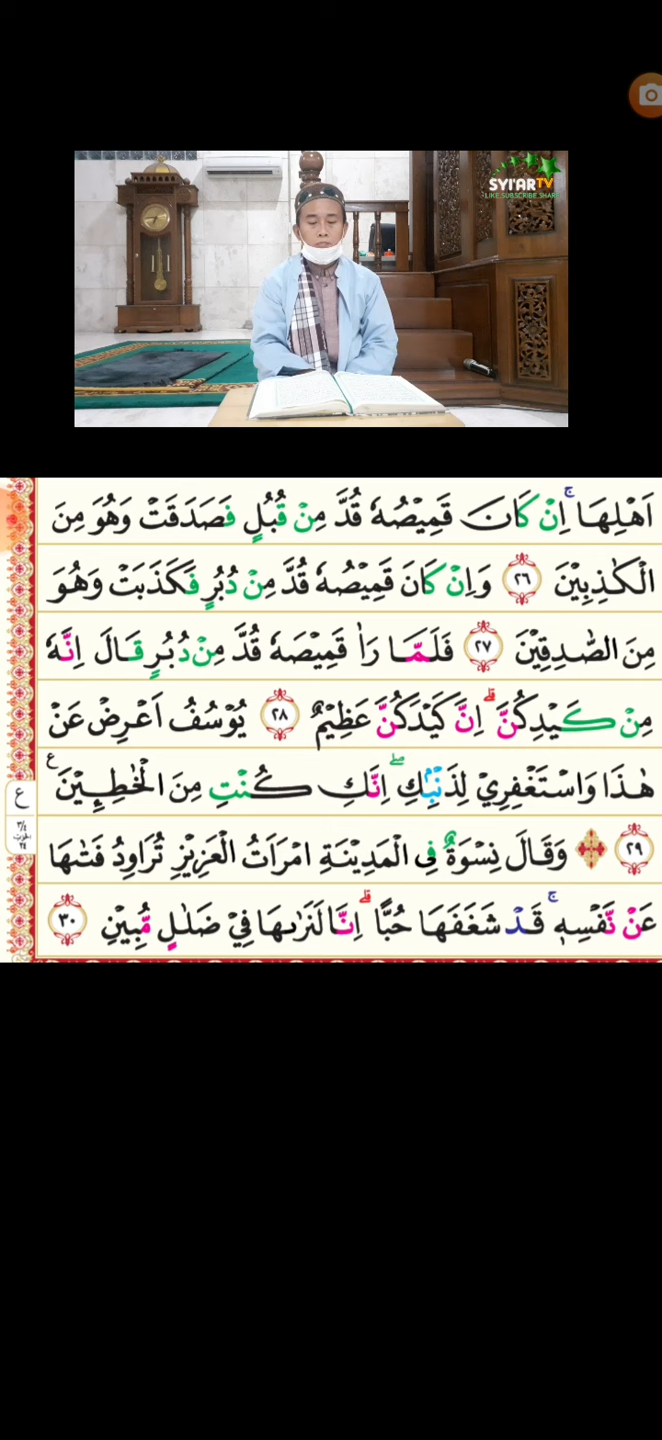 SYI'AR TV
LIKE SUBSCRIBE SHARE
اَهْلِهَاۚ اِنْ كَانَ قَمِيْصُهٗ قُدَّ مِنْ قُبُلٍ فَصَدَقَتْ وَهُوَ مِنَ
الْكٰذِبِيْنَ ٢٦ وَاِنْ كَانَ قَمِيْصُهٗ قُدَّ مِنْ دُبُرٍ فَكَذَبَتْ وَهُوَ
مِنَ الصّٰدِقِيْنَ ٢٧ فَلَمَّا رَاٰ قَمِيْصَهٗ قُدَّ مِنْ دُبُرٍ قَالَ اِنَّهٗ
مِنْ كَيْدِكُنَّۗ اِنَّ كَيْدَكُنَّ عَظِيْمٌ ٢٨ يُوْسُفُ اَعْرِضْ عَنْ
هٰذَا وَاسْتَغْفِرِيْ لِذَنْۢبِكِۖ اِنَّكِ كُنْتِ مِنَ الْخٰطِـِٕيْنَ ع
ع
٢٩ وَقَالَ نِسْوَةٌ فِى الْمَدِيْنَةِ امْرَاَتُ الْعَزِيْزِ تُرَاوِدُ فَتٰىهَا
عَنْ نَّفْسِهٖۚ قَدْ شَغَفَهَا حُبًّاۗ اِنَّا لَنَرٰىهَا فِيْ ضَلٰلٍ مُّبِيْنٍ ٣٠